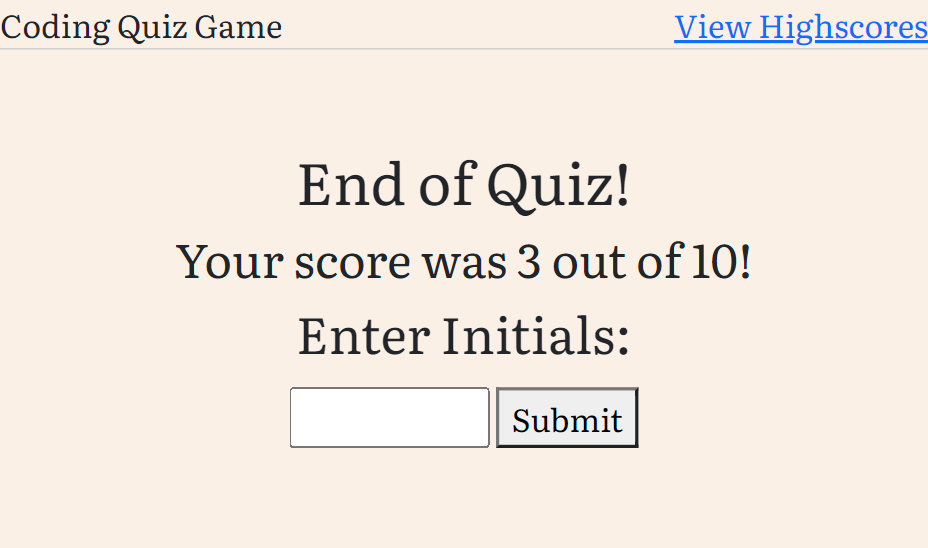 Coding Quiz Game View Highscores
End of Quiz!
Your score was 3 out of 10!
Enter Initials:
Submit